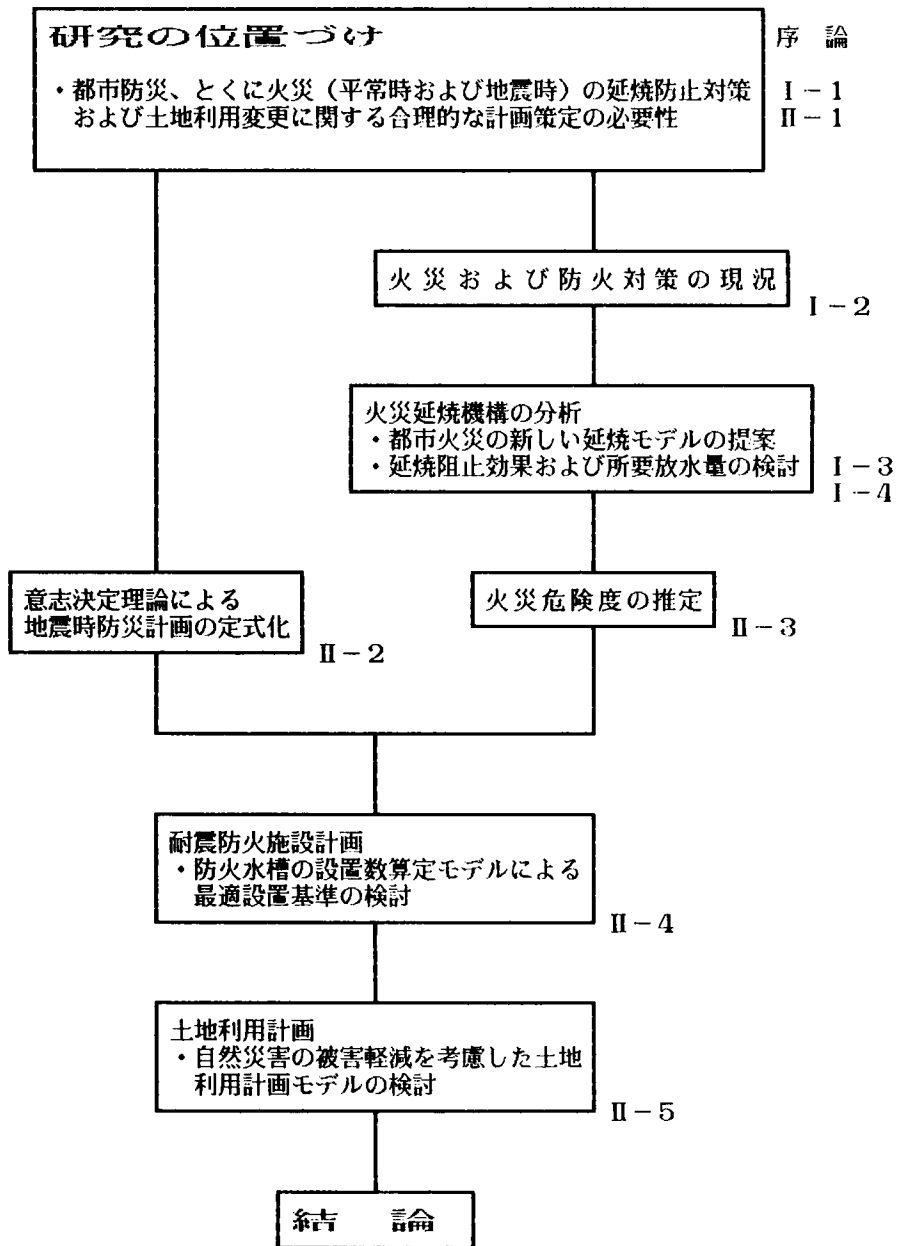 研究の位置づけ
序論
・都市防災、とくに火災（平常時および地震時）の延焼防止対策
および土地利用変更に関する合理的な計画策定の必要性
Ⅰ－1
Ⅱ－1
火災および防火対策の現況
Ⅰ－2
火災延焼機構の分析
・都市火災の新しい延焼モデルの提案
・延焼阻止効果および所要放水量の検討
Ⅰ－3
Ⅰ－4
意志決定理論による
地震時防災計画の定式化
Ⅱ－2
火災危険度の推定
Ⅱ－3
耐震防火施設計画
・防火水槽の設置数算定モデルによる
最適設置基準の検討
Ⅱ－4
土地利用計画
・自然災害の被害軽減を考慮した土地
利用計画モデルの検討
Ⅱ－5
結論